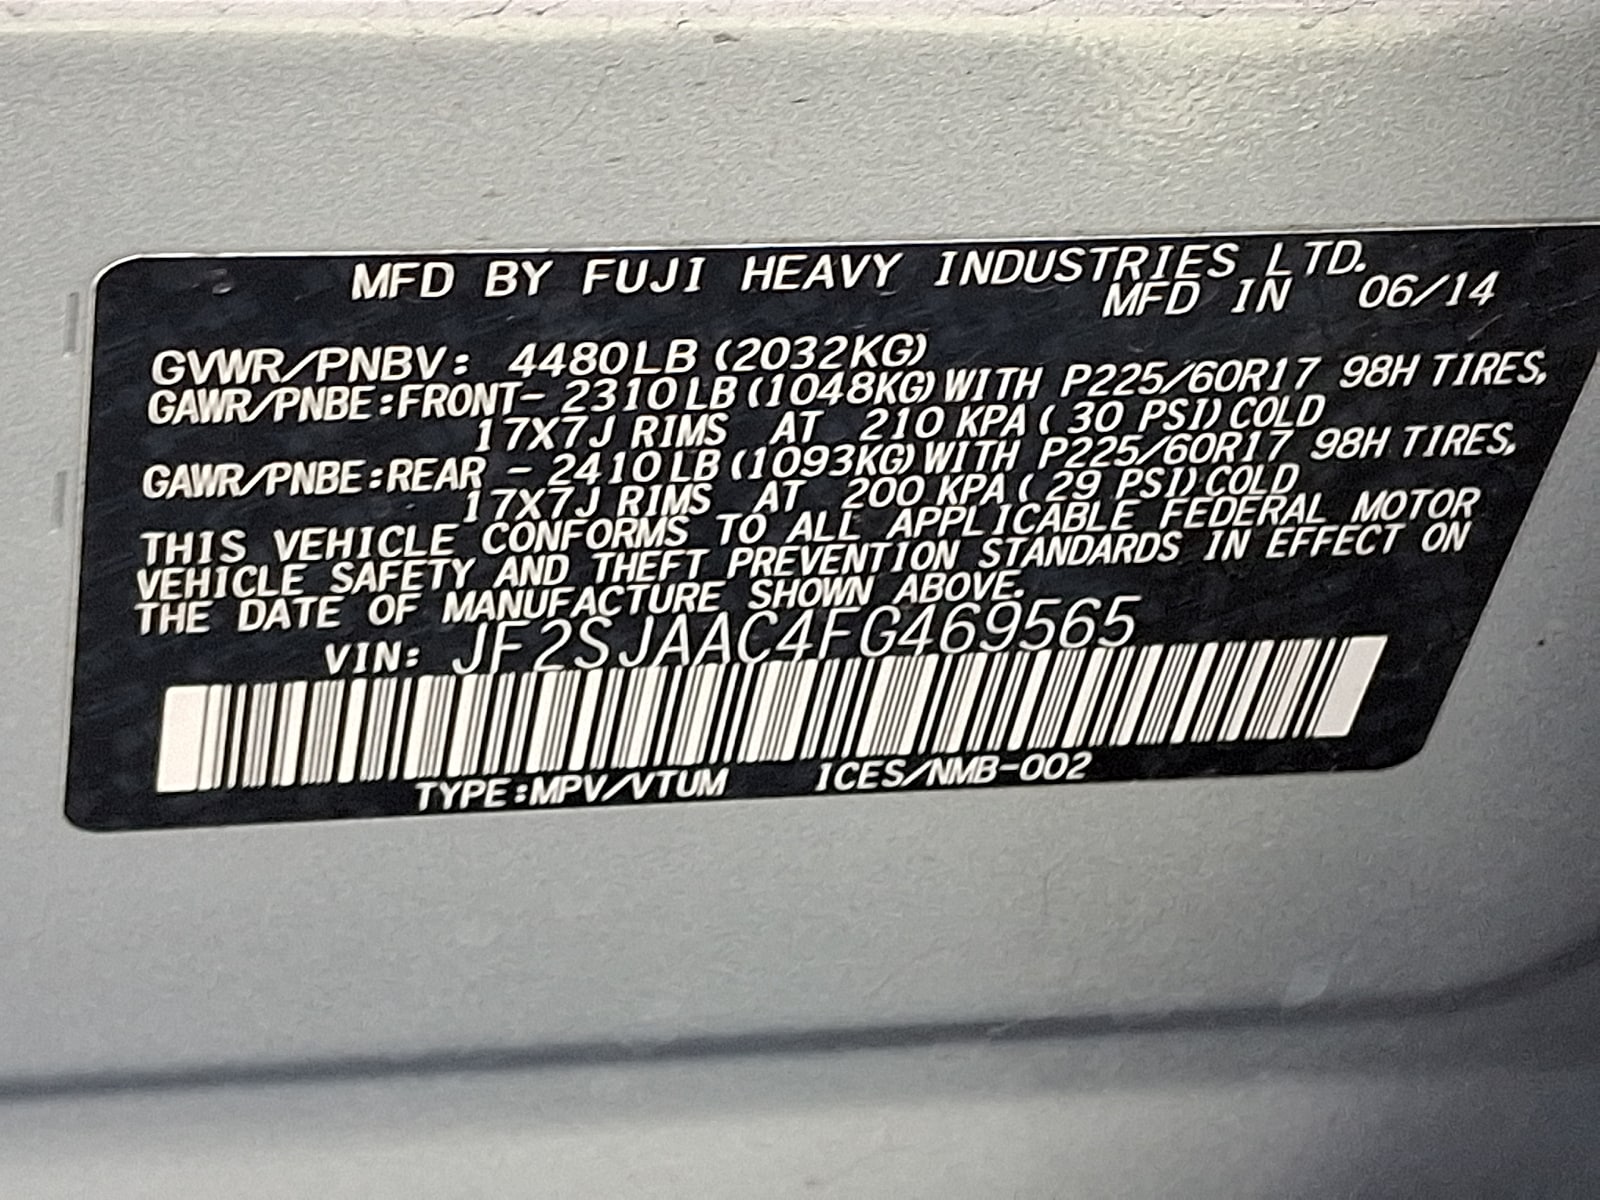 MFD BY FUJI HEAVY INDUSTRIES LTD.
MFD IN 06/14
GVWR/PNBV: 4480LB (2032KG)
GAWR/PNBE:FRONT- 2310LB (1048KG) WITH P225/60R17 98H TIRES,
17X7J RIMS AT 210 KPA ( 30 PSI) COLD
GAWR/PNBE:REAR - 2410LB (1093KG) WITH P225/60R17 98H TIRES,
17X7J RIMS AT 200 KPA ( 29 PSI) COLD
THIS VEHICLE CONFORMS TO ALL APPLICABLE FEDERAL MOTOR
VEHICLE SAFETY AND THEFT PREVENTION STANDARDS IN EFFECT ON
THE DATE OF MANUFACTURE SHOWN ABOVE.
VIN: JF2SJAAC4FG469565
TYPE:MPV/VTUM ICES/NMB-002